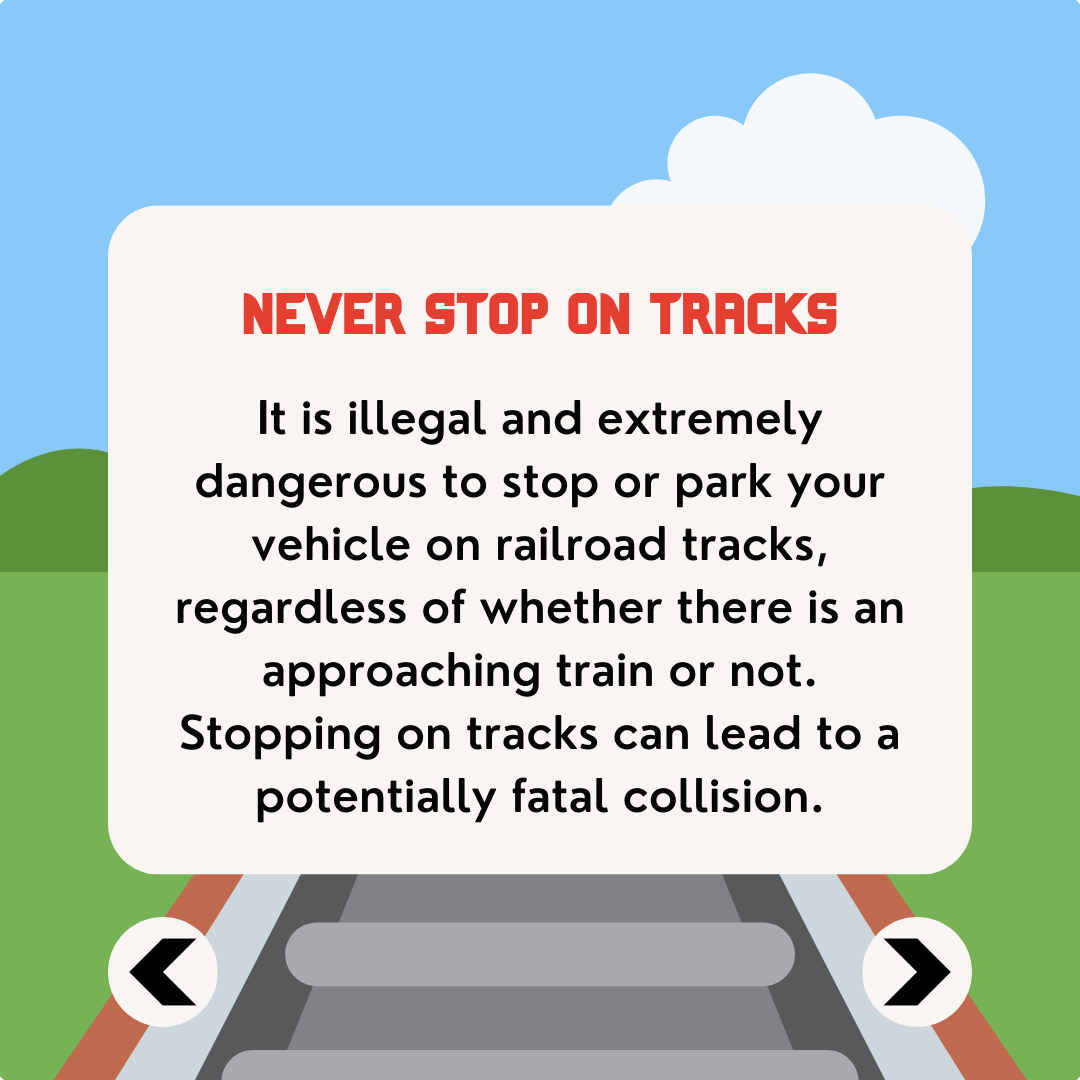 NEVER STOP ON TRACKS
It is illegal and extremely
dangerous to stop or park your
vehicle on railroad tracks,
regardless of whether there is an
approaching train or not.
Stopping on tracks can lead to a
potentially fatal collision.